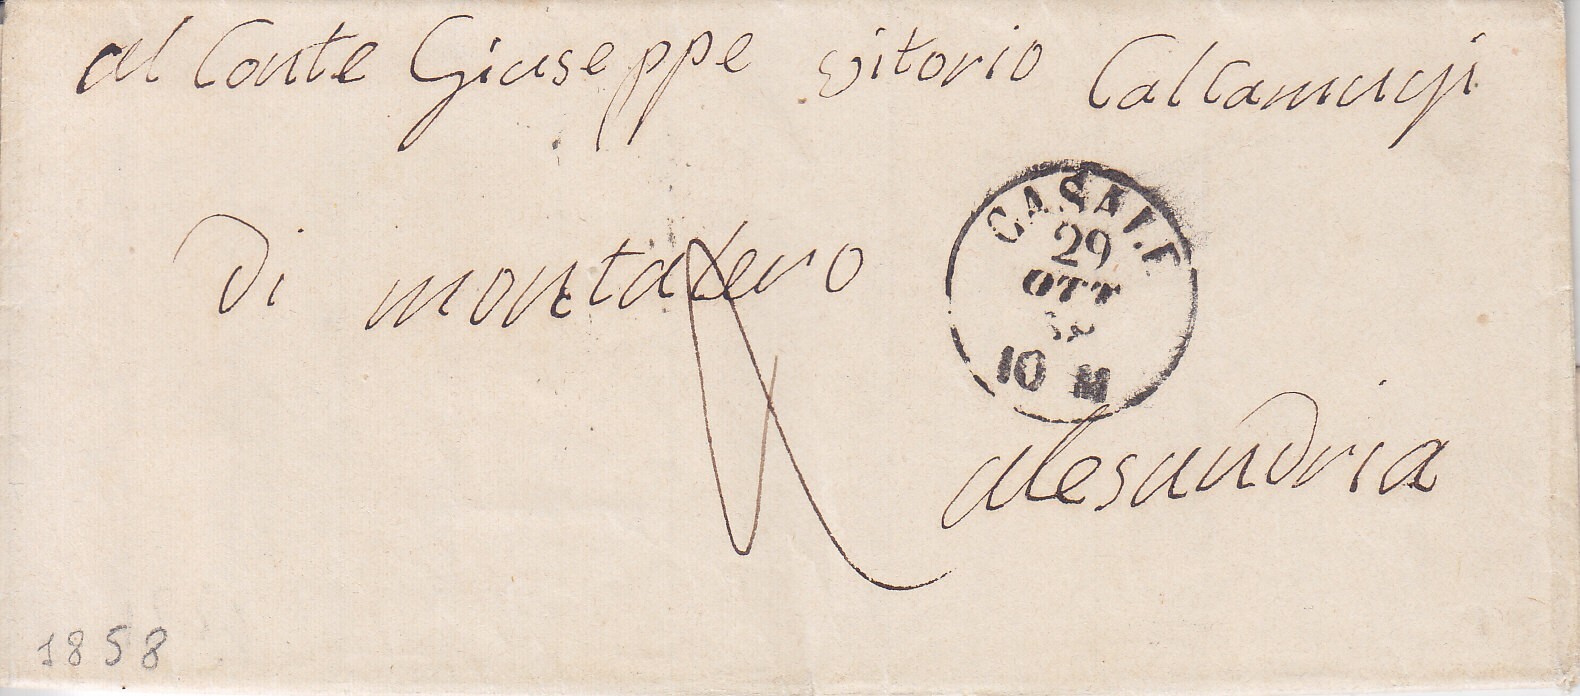 al Conte Giuseppe vitorio Calcamugi
di montalero
CASALE
29
OTT
10 M
alesandria
1858